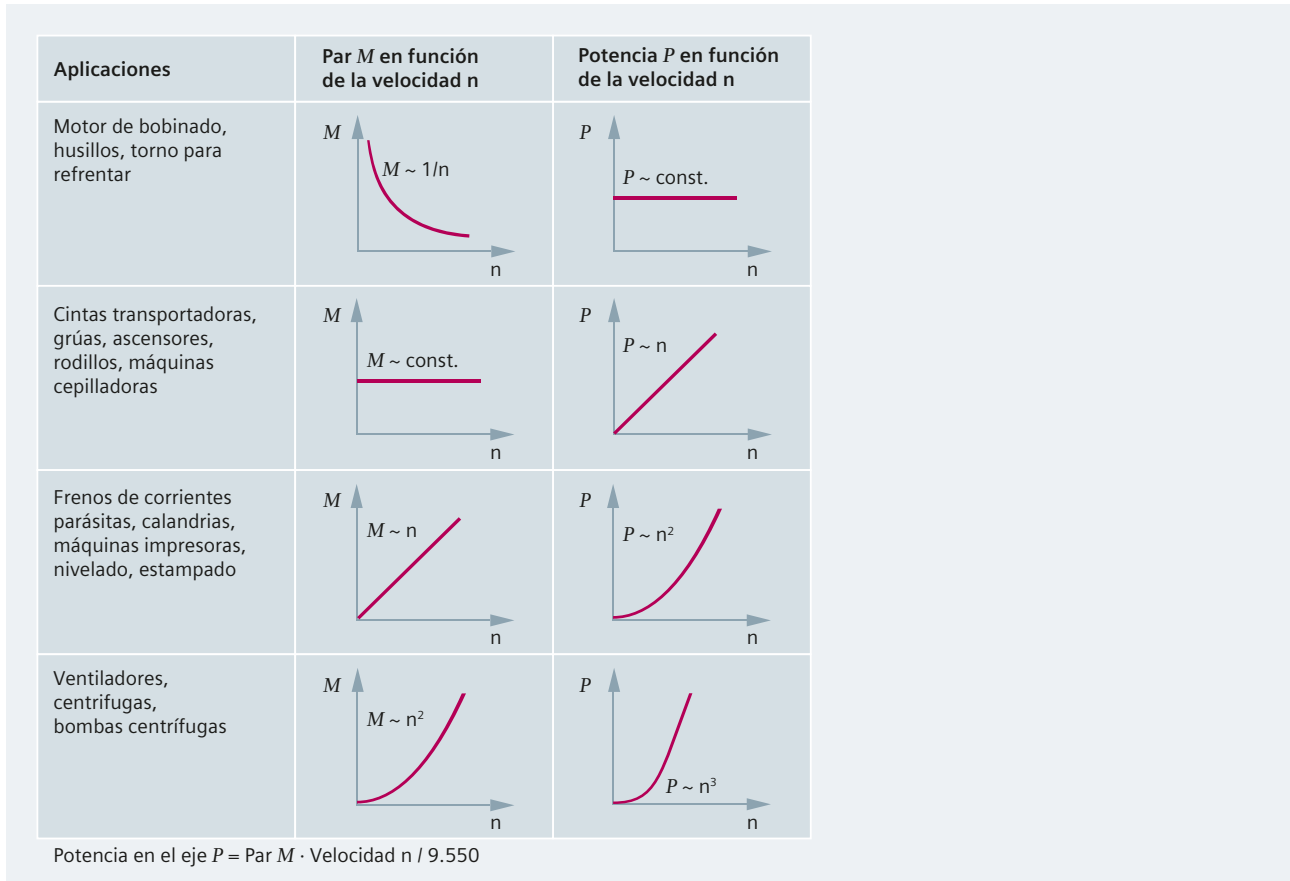 Aplicaciones
Par M en función
de la velocidad n
Potencia P en función
de la velocidad n
Motor de bobinado,
husillos, torno para
refrentar
M
M ~ 1/n
n
P
P ~ const.
n
Cintas transportadoras,
grúas, ascensores,
rodillos, máquinas
cepilladoras
M
M ~ const.
n
P
P ~ n
n
Frenos de corrientes
parásitas, calandrias,
máquinas impresoras,
nivelado, estampado
M
M ~ n
n
P
P ~ n²
n
Ventiladores,
centrifugas,
bombas centrífugas
M
M ~ n²
n
P
P ~ n³
n
Potencia en el eje P = Par M · Velocidad n / 9.550